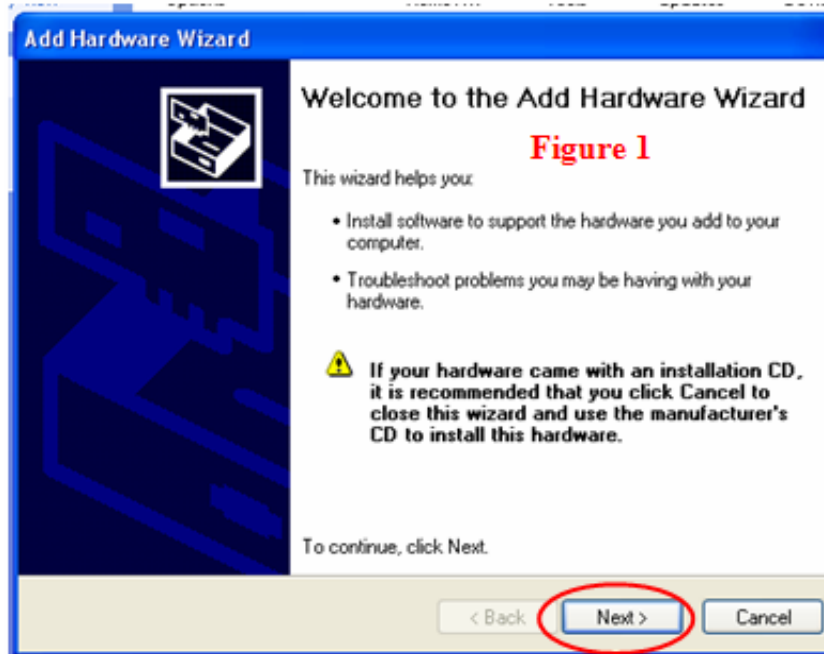 Add Hardware Wizard
Welcome to the Add Hardware Wizard
Figure 1
This wizard helps you:
• Install software to support the hardware you add to your
computer.
• Troubleshoot problems you may be having with your
hardware.
If your hardware came with an installation CD,
it is recommended that you click Cancel to
close this wizard and use the manufacturer's
CD to install this hardware.
To continue, click Next.
< Back Next > Cancel